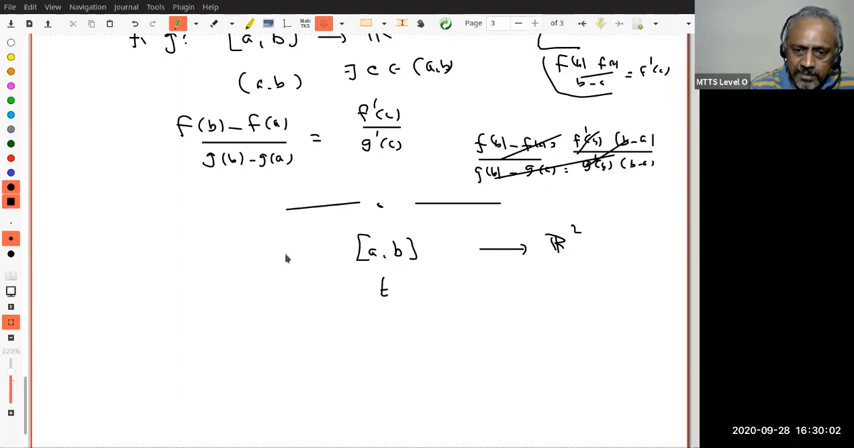 File Edit View Navigation Journal Tools Plugin Help
Page 3 of 3
f, g : [a, b] → ℝ
(a, b) ∃ c ∈ (a, b)
f(b) f(a) / b - a = f'(c)
f(b) - f(a) / g(b) - g(a) = f'(c) / g'(c)
[a, b] → ℝ²
t
220%
MTTS Level O
2020-09-28 16:30:02